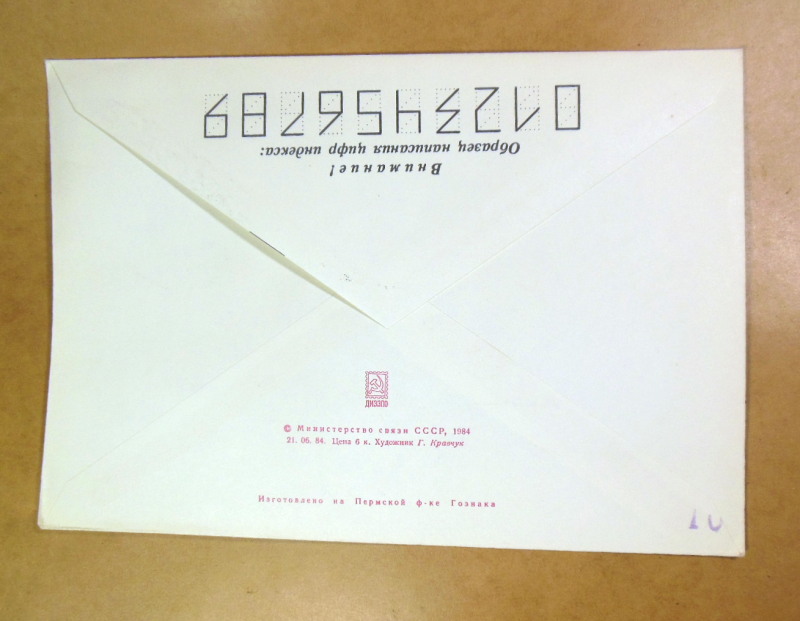 Внимание!
Образец написания цифр индекса:
0123456789
ДИЭЗПО
© Министерство связи СССР, 1984
21. 06. 84. Цена 6 к. Художник Г. Кравчук
Изготовлено на Пермской ф-ке Гознака
10